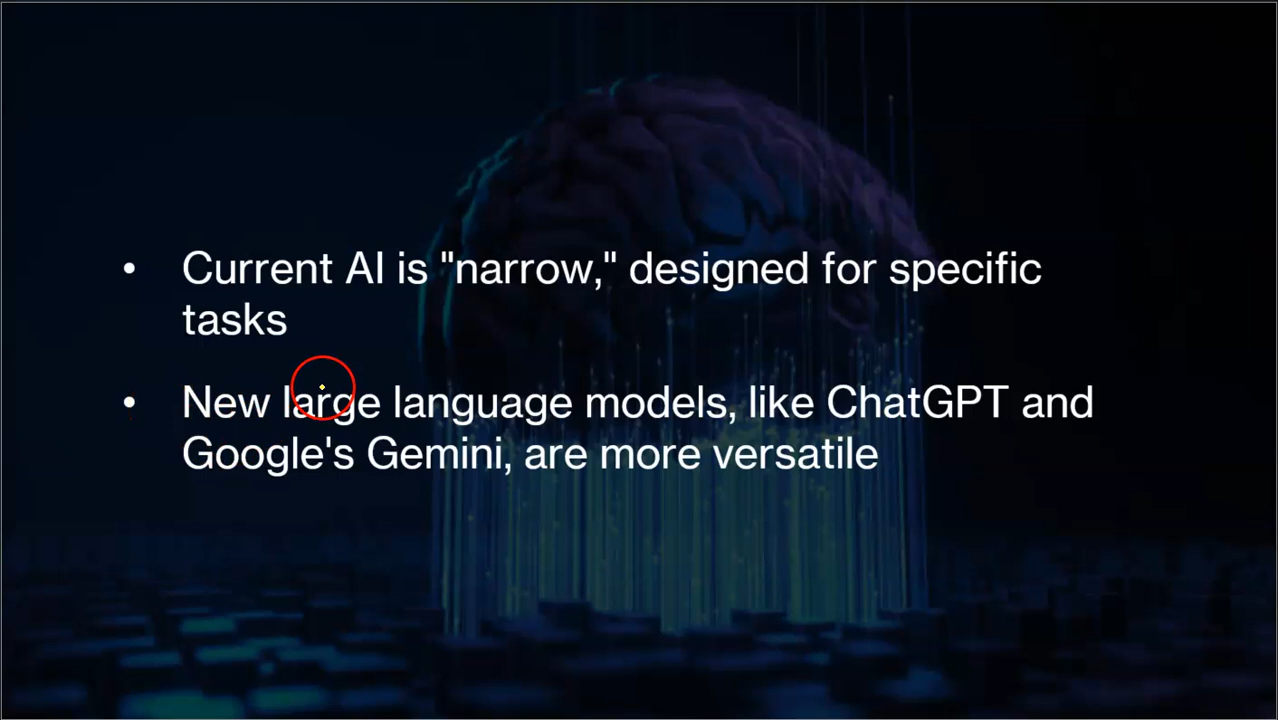 • Current AI is "narrow," designed for specific
tasks
• New large language models, like ChatGPT and
Google's Gemini, are more versatile